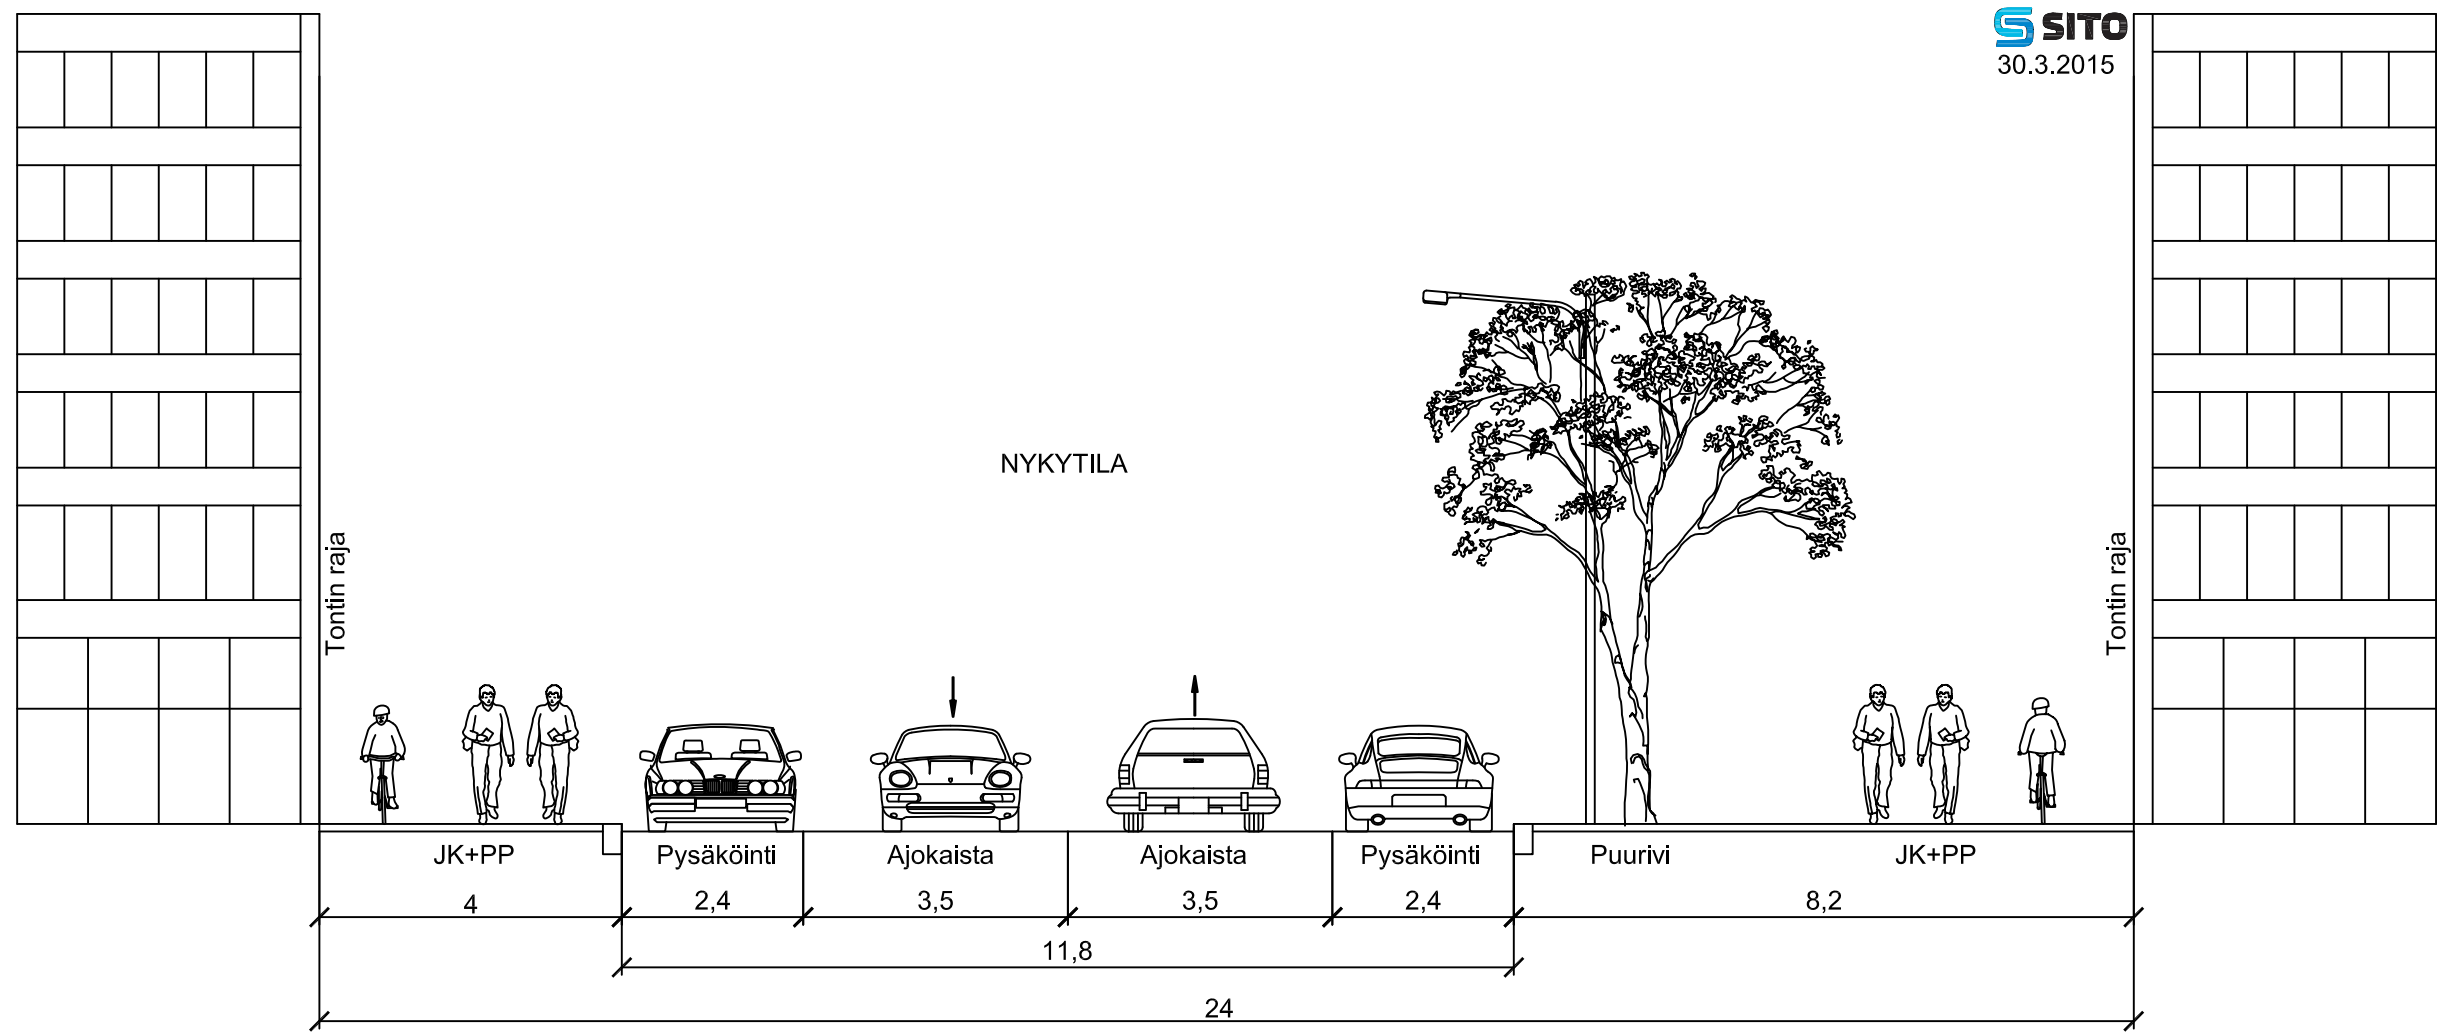 SITO
30.3.2015
NYKYTILA
Tontin raja
Tontin raja
JK+PP
Pysäköinti
Ajokaista
Ajokaista
Pysäköinti
Puurivi
JK+PP
4
2,4
3,5
3,5
2,4
8,2
11,8
24